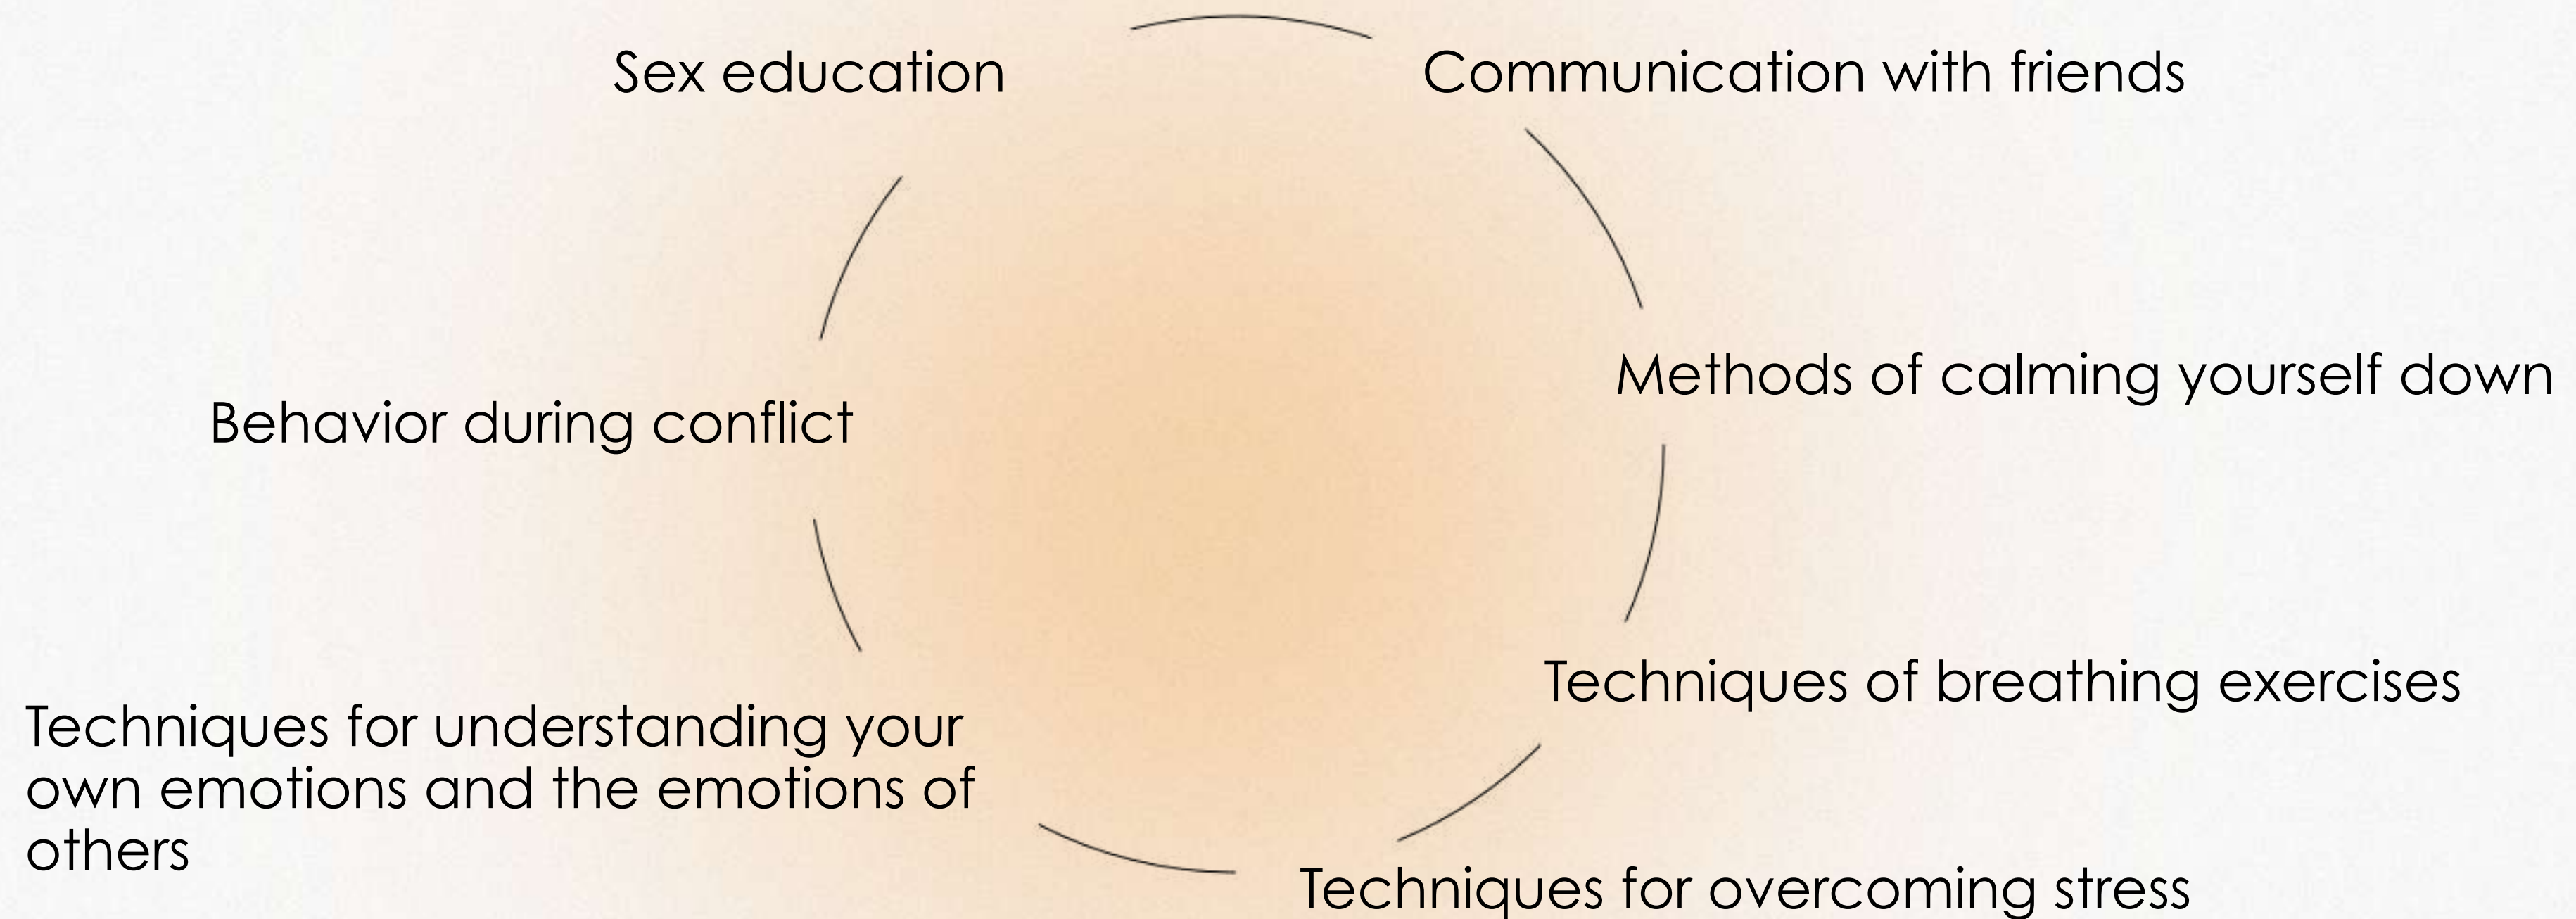 Sex education
Communication with friends
Methods of calming yourself down
Behavior during conflict
Techniques of breathing exercises
Techniques for understanding your
own emotions and the emotions of
others
Techniques for overcoming stress